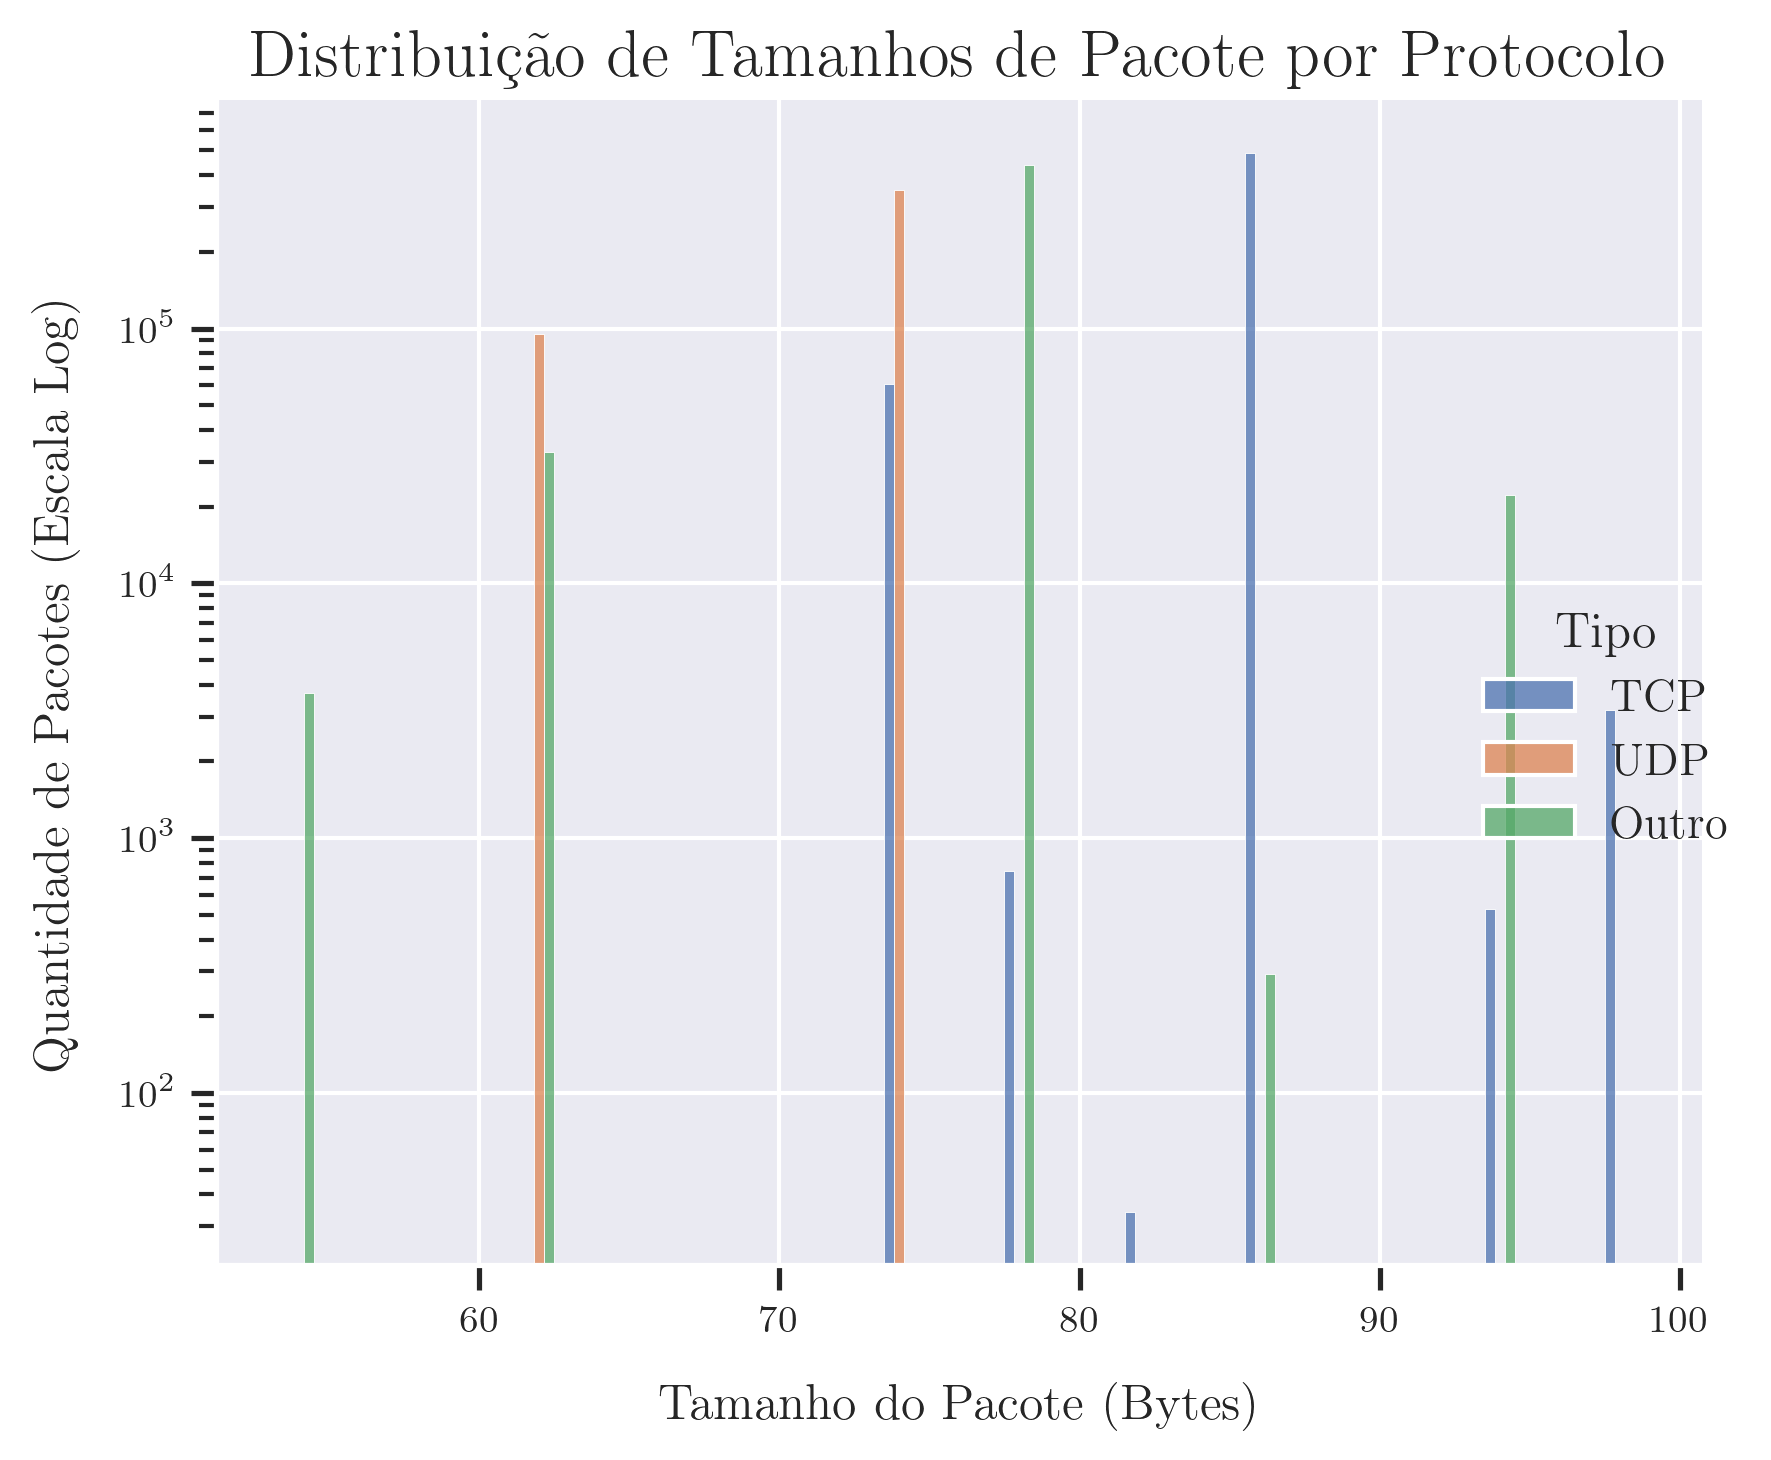 Distribuição de Tamanhos de Pacote por Protocolo
Quantidade de Pacotes (Escala Log)
10^5
10^4
10^3
10^2
Tipo
TCP
UDP
Outro
60 70 80 90 100
Tamanho do Pacote (Bytes)